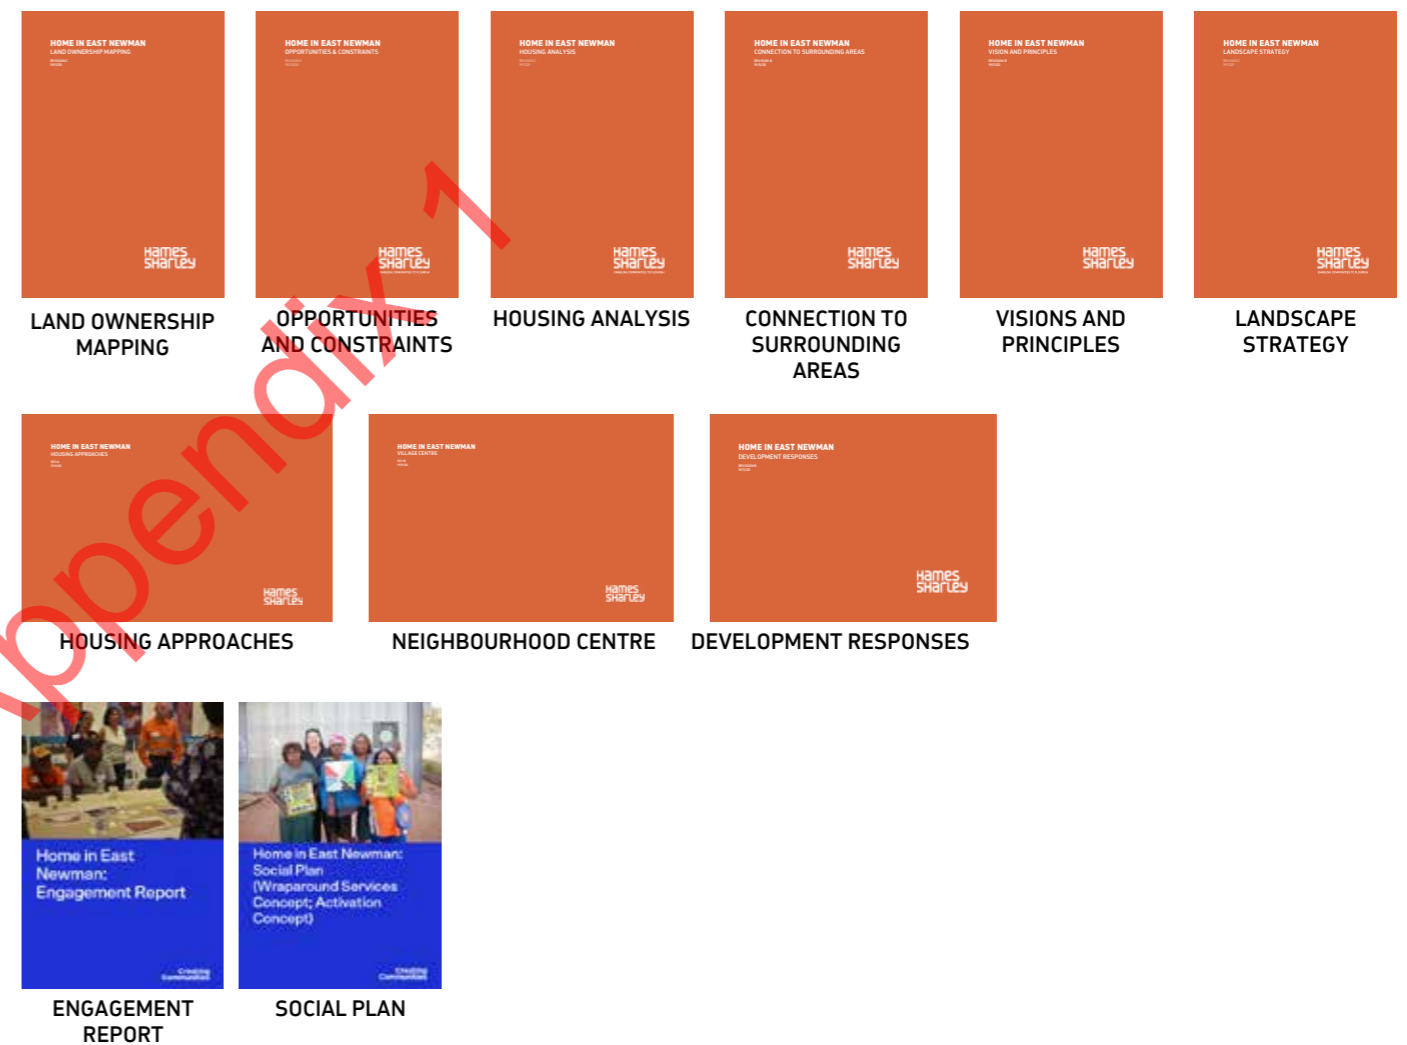 HOME IN EAST NEWMAN
LAND OWNERSHIP MAPPING
Hames
Sharley
LAND OWNERSHIP
MAPPING
HOME IN EAST NEWMAN
OPPORTUNITIES & CONSTRAINTS
Hames
Sharley
OPPORTUNITIES
AND CONSTRAINTS
HOME IN EAST NEWMAN
HOUSING ANALYSIS
Hames
Sharley
HOUSING ANALYSIS
HOME IN EAST NEWMAN
CONNECTION TO SURROUNDING AREAS
Hames
Sharley
CONNECTION TO
SURROUNDING
AREAS
HOME IN EAST NEWMAN
VISION AND PRINCIPLES
Hames
Sharley
VISIONS AND
PRINCIPLES
HOME IN EAST NEWMAN
LANDSCAPE STRATEGY
Hames
Sharley
LANDSCAPE
STRATEGY
HOME IN EAST NEWMAN
HOUSING APPROACHES
Hames
Sharley
HOUSING APPROACHES
HOME IN EAST NEWMAN
VILLAGE CENTRE
Hames
Sharley
NEIGHBOURHOOD CENTRE
HOME IN EAST NEWMAN
DEVELOPMENT RESPONSES
Hames
Sharley
DEVELOPMENT RESPONSES
Home in East
Newman:
Engagement Report
Creating
Communities
ENGAGEMENT
REPORT
Home in East Newman:
Social Plan
(Wraparound Services
Concept; Activation
Concept)
Creating
Communities
SOCIAL PLAN
ppendix 1